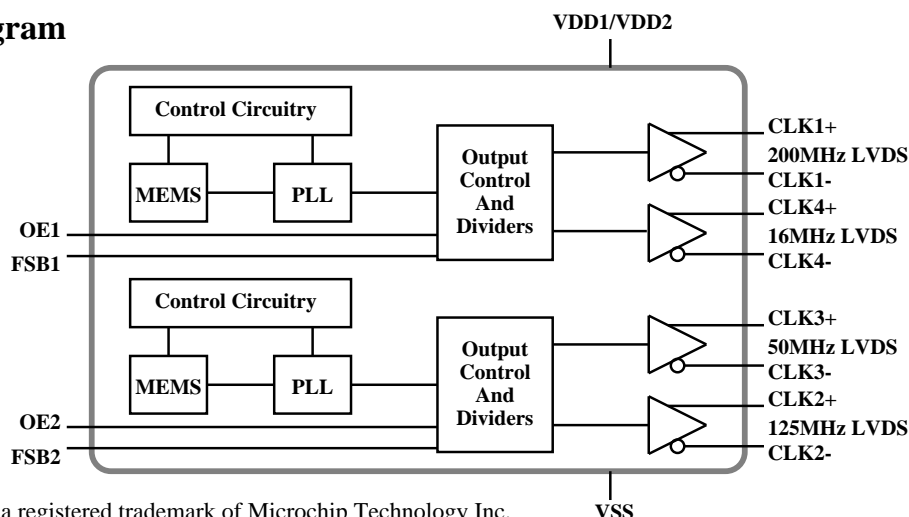 gram
VDD1/VDD2
Control Circuitry
MEMS
PLL
Output
Control
And
Dividers
OE1
FSB1
CLK1+
200MHz LVDS
CLK1-
CLK4+
16MHz LVDS
CLK4-
Control Circuitry
MEMS
PLL
Output
Control
And
Dividers
OE2
FSB2
CLK3+
50MHz LVDS
CLK3-
CLK2+
125MHz LVDS
CLK2-
VSS
a registered trademark of Microchip Technology Inc.